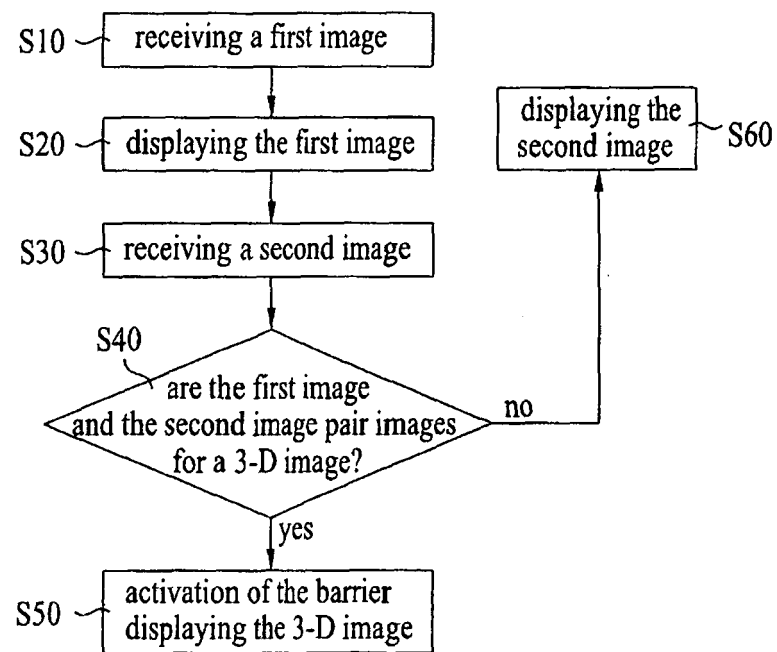 S10
receiving a first image
S20
displaying the first image
S30
receiving a second image
S40
are the first image
and the second image pair images
for a 3-D image?
no
displaying the
second image
S60
yes
S50
activation of the barrier
displaying the 3-D image